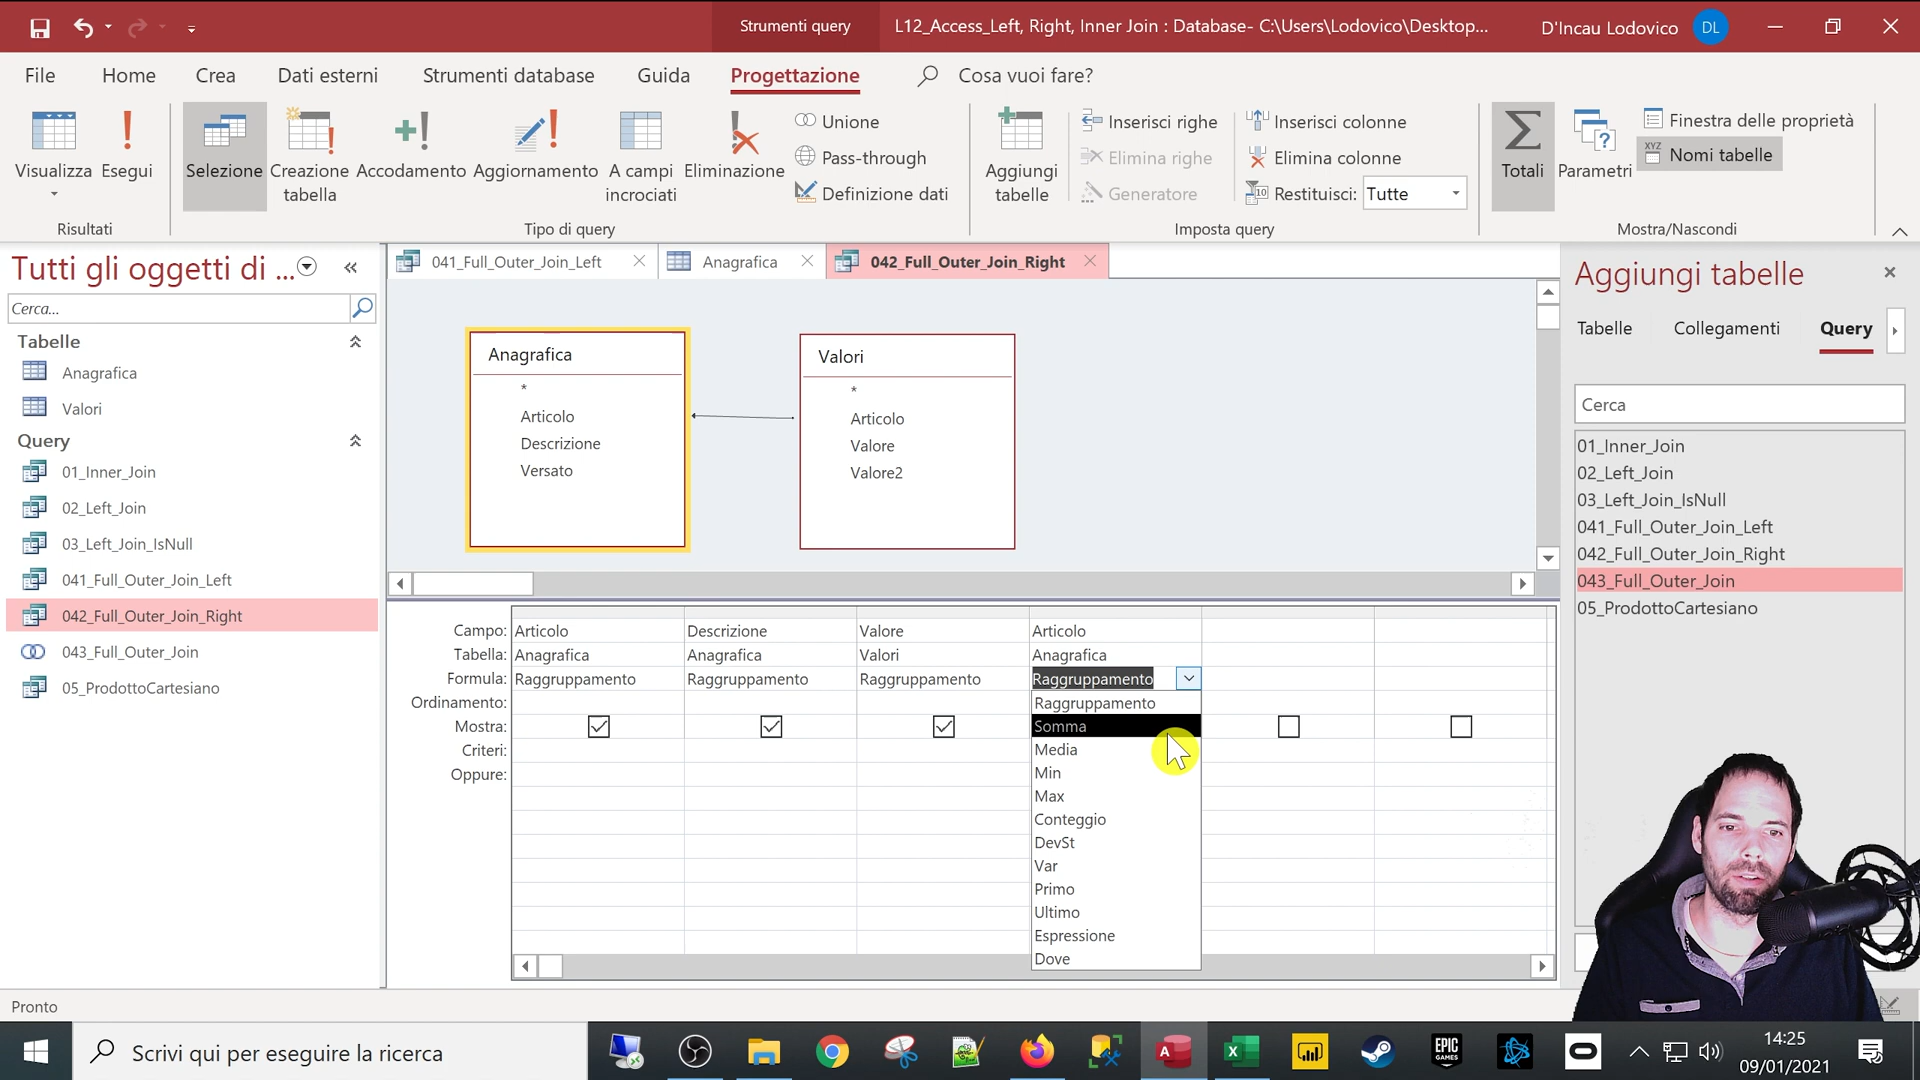 Strumenti query
L12_Access_Left, Right, Inner Join : Database- C:\Users\Lodovico\Desktop...
D'Incau Lodovico
DL
File
Home
Crea
Dati esterni
Strumenti database
Guida
Progettazione
Cosa vuoi fare?
Visualizza
Esegui
Risultati
Selezione
Creazione tabella
Accodamento
Aggiornamento
A campi incrociati
Eliminazione
Unione
Pass-through
Definizione dati
Tipo di query
Aggiungi tabelle
Inserisci righe
Elimina righe
Generatore
Inserisci colonne
Elimina colonne
Restituisci: Tutte
Imposta query
Totali
Parametri
Finestra delle proprietà
XYZ Nomi tabelle
Mostra/Nascondi
Tutti gli oggetti di ...
Cerca...
Tabelle
Anagrafica
Valori
Query
01_Inner_Join
02_Left_Join
03_Left_Join_IsNull
041_Full_Outer_Join_Left
042_Full_Outer_Join_Right
043_Full_Outer_Join
05_ProdottoCartesiano
041_Full_Outer_Join_Left
Anagrafica
042_Full_Outer_Join_Right
Anagrafica
*
Articolo
Descrizione
Versato
Valori
*
Articolo
Valore
Valore2
Campo: Articolo Descrizione Valore Articolo
Tabella: Anagrafica Anagrafica Valori Anagrafica
Formula: Raggruppamento Raggruppamento Raggruppamento Raggruppamento
Ordinamento:
Mostra:
Criteri:
Oppure:
Raggruppamento
Somma
Media
Min
Max
Conteggio
DevSt
Var
Primo
Ultimo
Espressione
Dove
Aggiungi tabelle
Tabelle
Collegamenti
Query
Cerca
01_Inner_Join
02_Left_Join
03_Left_Join_IsNull
041_Full_Outer_Join_Left
042_Full_Outer_Join_Right
043_Full_Outer_Join
05_ProdottoCartesiano
Pronto
Scrivi qui per eseguire la ricerca
EPIC
GAMES
14:25
09/01/2021